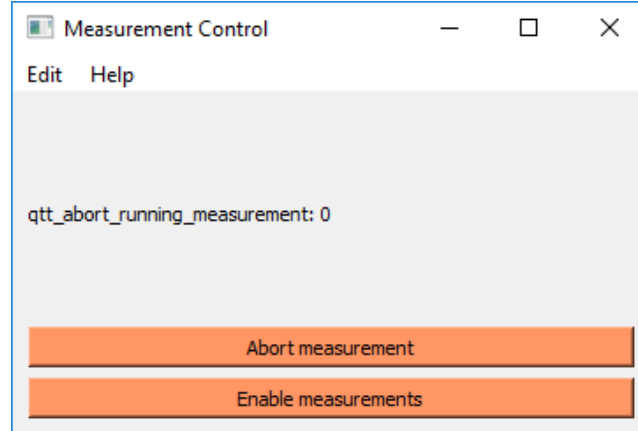 Measurement Control
Edit Help
qtt_abort_running_measurement: 0
Abort measurement
Enable measurements